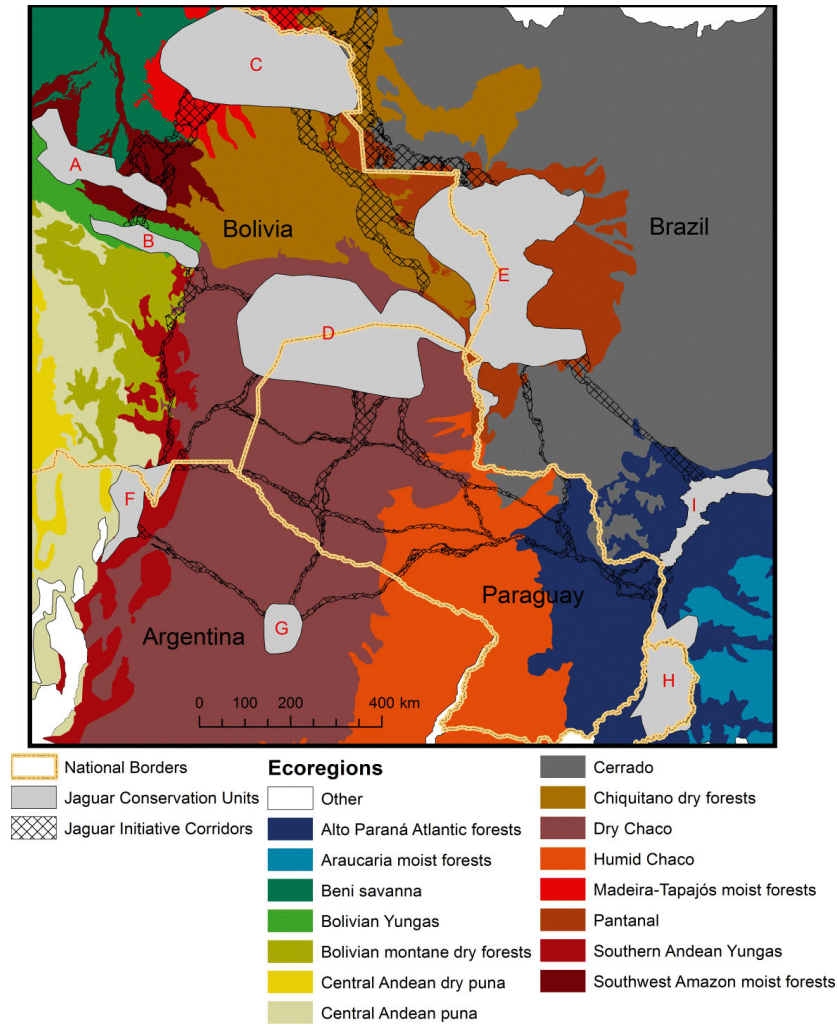 C
A
B
Bolivia
Brazil
E
D
F
I
Paraguay
G
Argentina
H
0 100 200 400 km
National Borders
Jaguar Conservation Units
Jaguar Initiative Corridors
Ecoregions
Other
Alto Paraná Atlantic forests
Araucaria moist forests
Beni savanna
Bolivian Yungas
Bolivian montane dry forests
Central Andean dry puna
Central Andean puna
Cerrado
Chiquitano dry forests
Dry Chaco
Humid Chaco
Madeira-Tapajós moist forests
Pantanal
Southern Andean Yungas
Southwest Amazon moist forests